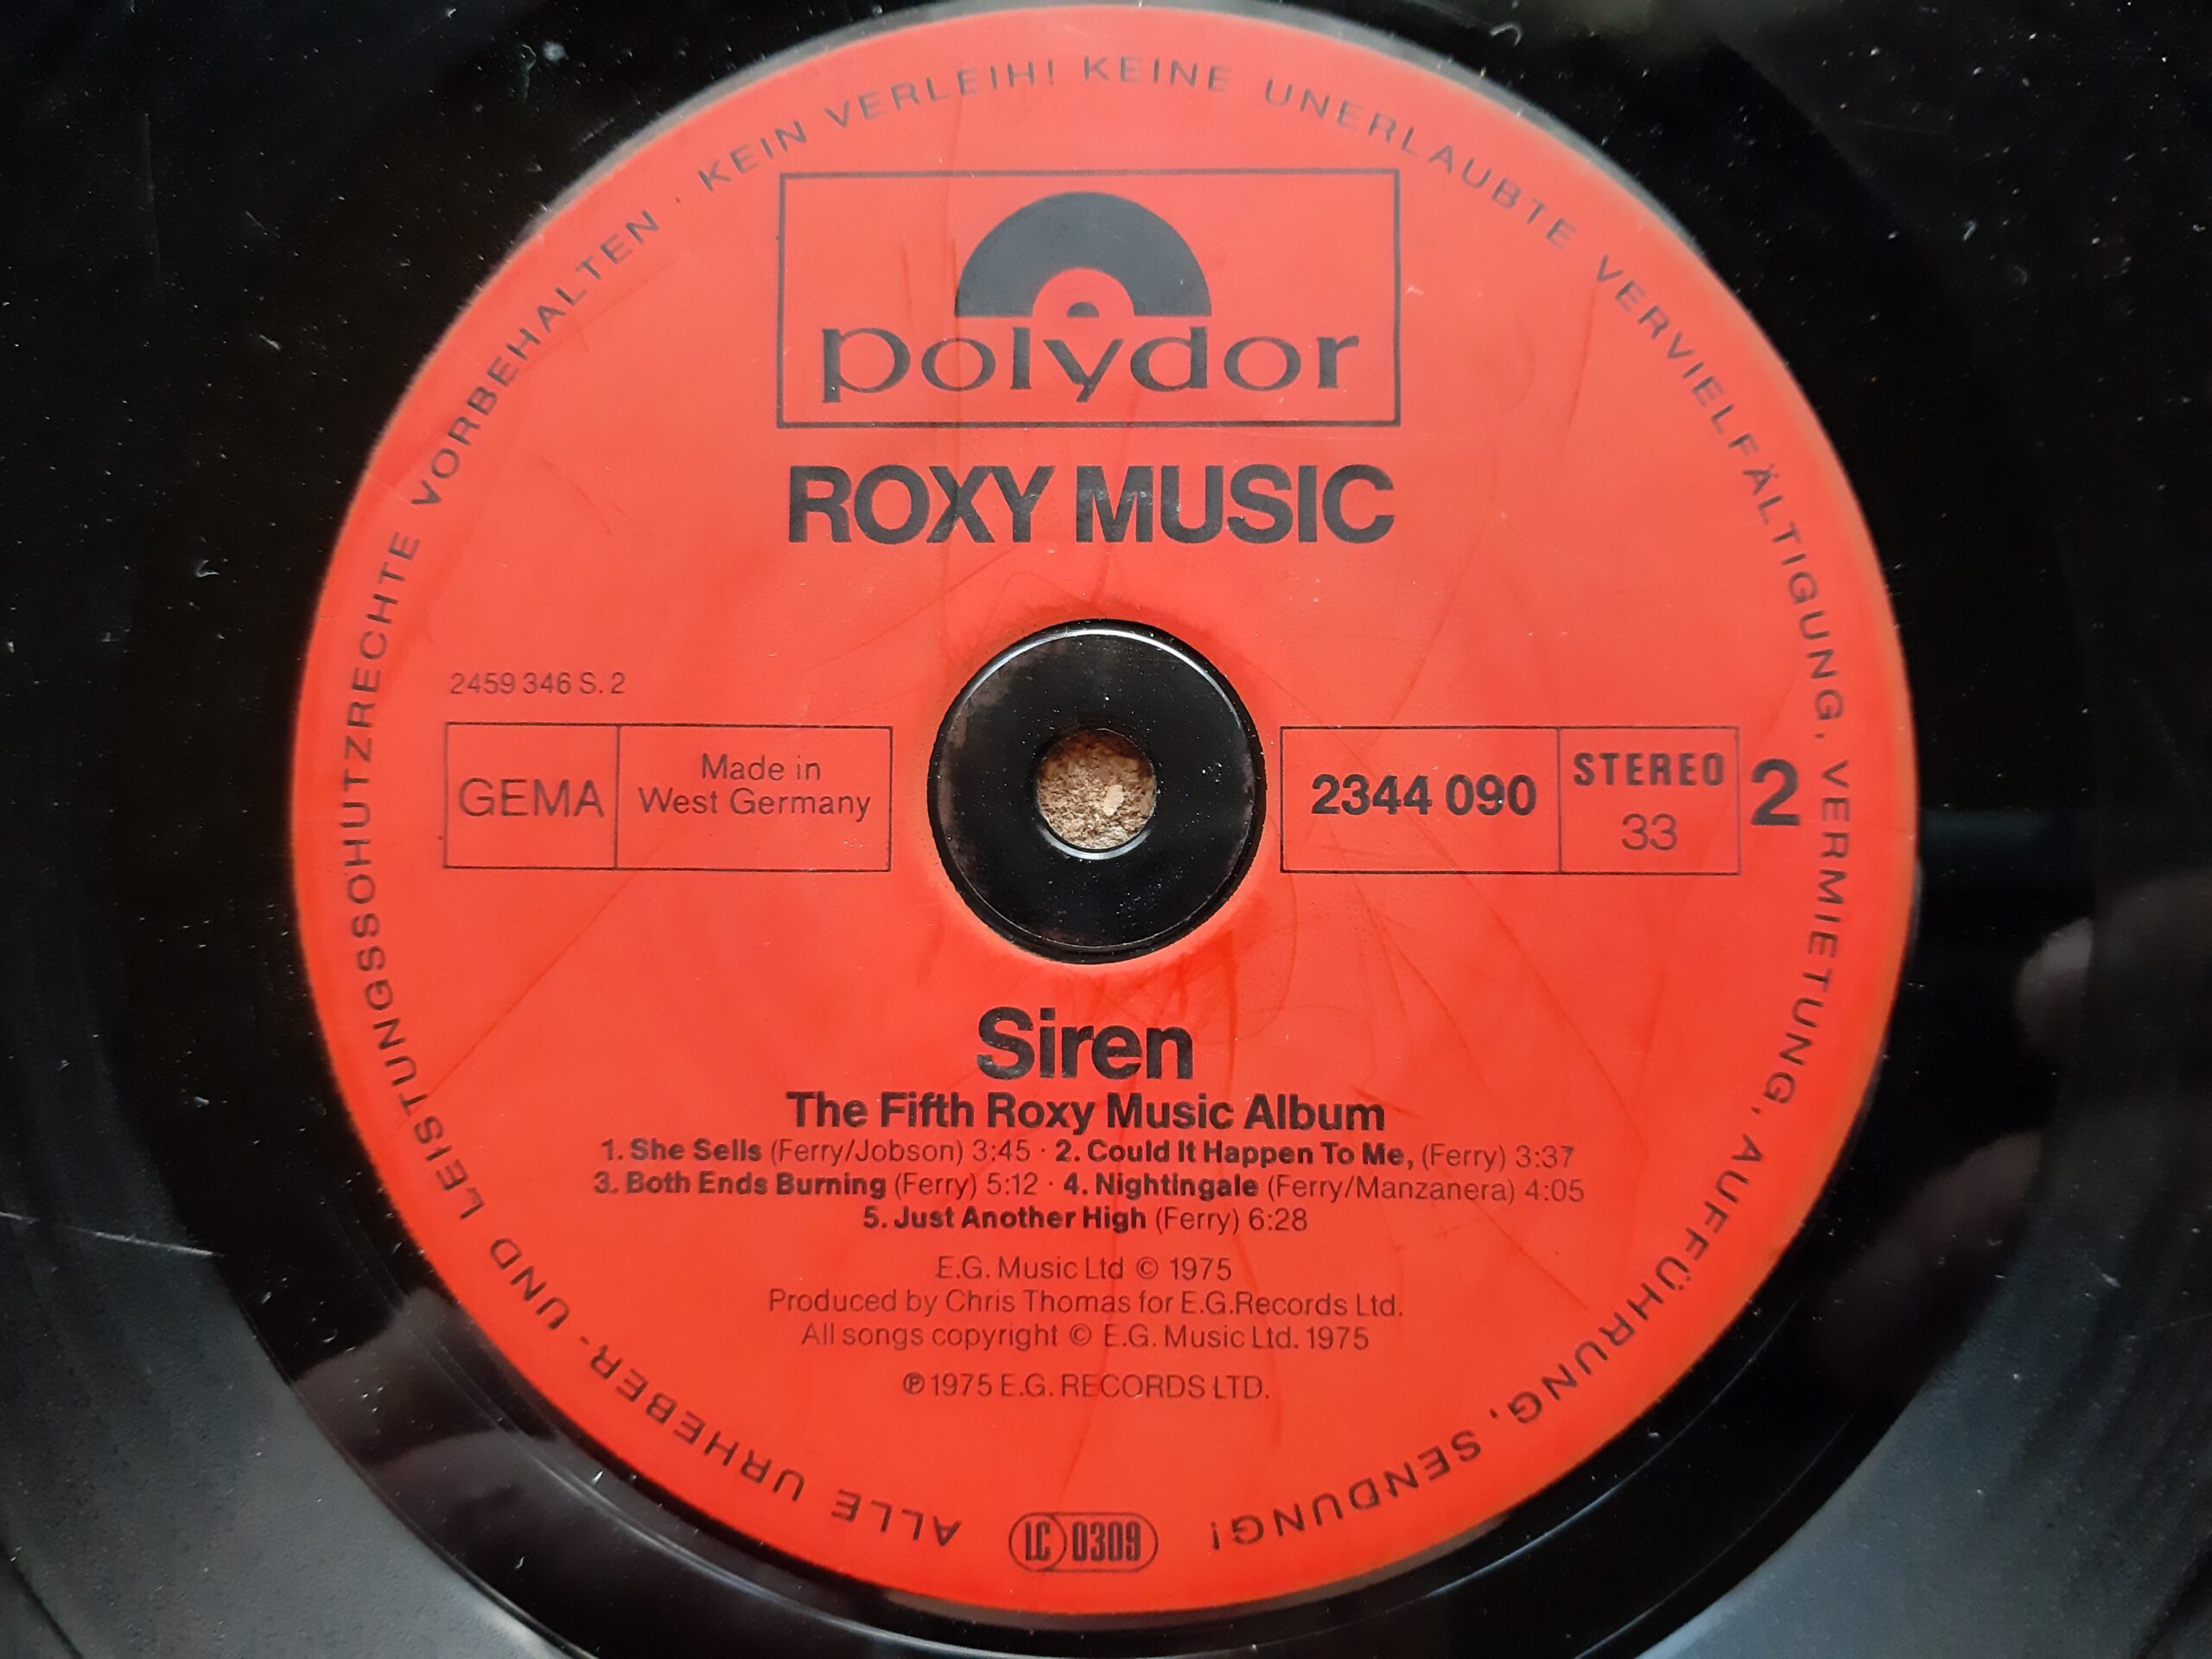 ALLE URHEBER- UND LEISTUNGSSCHUTZRECHTE VORBEHALTEN · KEIN VERLEIH! KEINE UNERLAUBTE VERVIELFÄLTIGUNG, VERMIETUNG, AUFFÜHRUNG, SENDUNG!
polydor
ROXY MUSIC
2459 346 S. 2
GEMA
Made in
West Germany
2344 090
STEREO
33
2
Siren
The Fifth Roxy Music Album
1. She Sells (Ferry/Jobson) 3:45 · 2. Could It Happen To Me, (Ferry) 3:37
3. Both Ends Burning (Ferry) 5:12 · 4. Nightingale (Ferry/Manzanera) 4:05
5. Just Another High (Ferry) 6:28
E.G. Music Ltd © 1975
Produced by Chris Thomas for E.G.Records Ltd.
All songs copyright © E.G. Music Ltd. 1975
℗ 1975 E.G. RECORDS LTD.
LC 0309